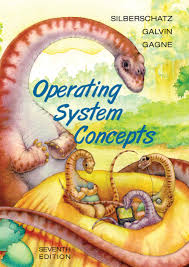 SILBERSCHATZ
GALVIN
GAGNE
Operating
System
Concepts
SEVENTH
EDITION